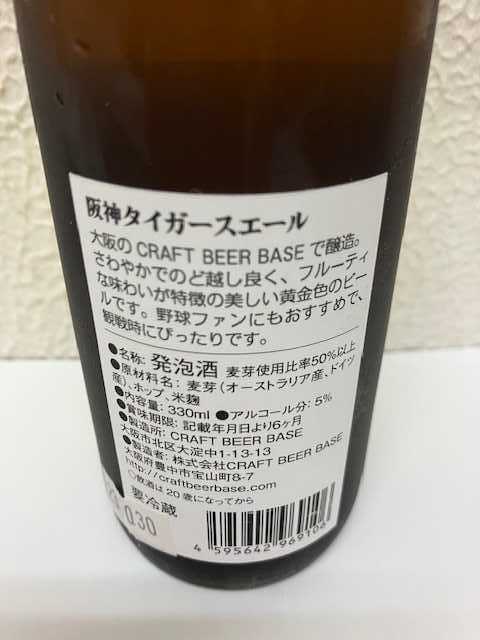 阪神タイガースエール
大阪の CRAFT BEER BASE で醸造。
さわやかでのど越し良く、フルーティ
な味わいが特徴の美しい黄金色のビー
ルです。野球ファンにもおすすめで、
観戦時にぴったりです。
●名称: 発泡酒 麦芽使用比率50%以上
●原材料名: 麦芽(オーストラリア産、ドイツ
産)、ホップ、米麹
●内容量: 330ml ●アルコール分: 5%
●賞味期限: 記載年月日より6ヶ月
●製造所: CRAFT BEER BASE
大阪市北区大淀中1-13-13
●製造者: 株式会社CRAFT BEER BASE
大阪府豊中市宝山町8-7
http://craftbeerbase.com
◯飲酒は20歳になってから
要冷蔵
030
4 595642 969106